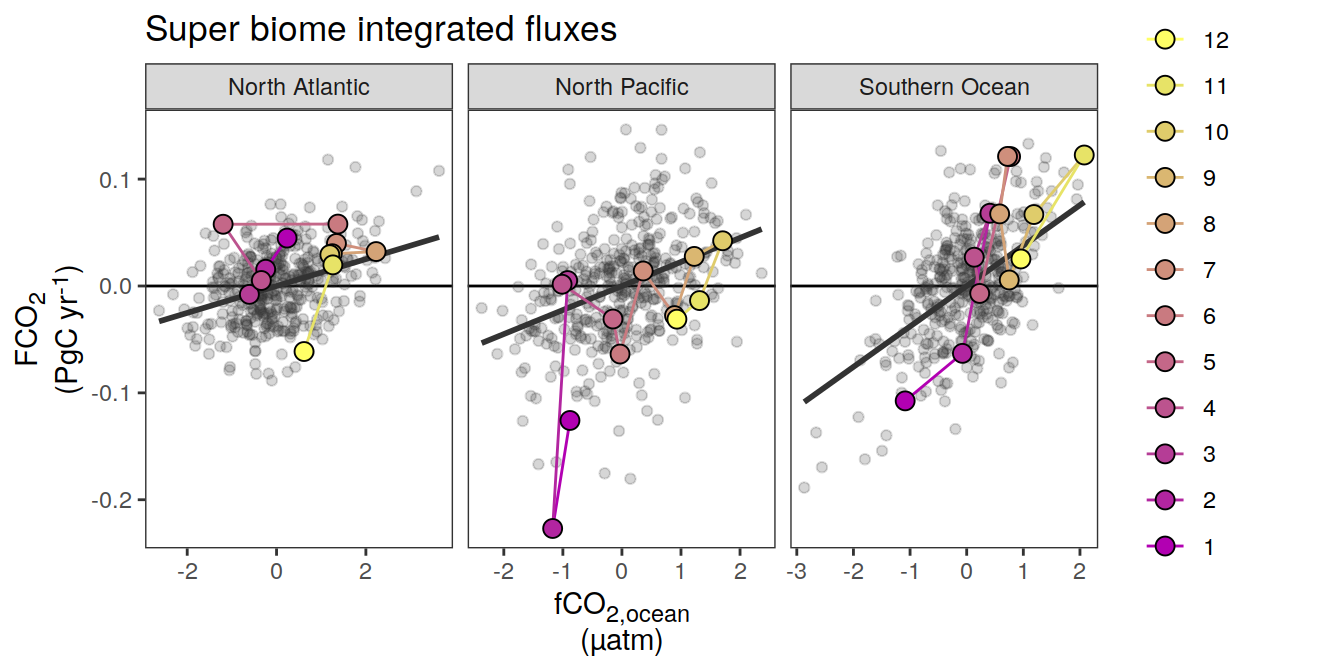 Super biome integrated fluxes
North Atlantic
North Pacific
Southern Ocean
0.1
0.0
-0.1
-0.2
FCO₂
(PgC yr⁻¹)
-2 0 2
-2 -1 0 1 2
-3 -2 -1 0 1 2
fCO₂,ocean
(µatm)
12
11
10
9
8
7
6
5
4
3
2
1